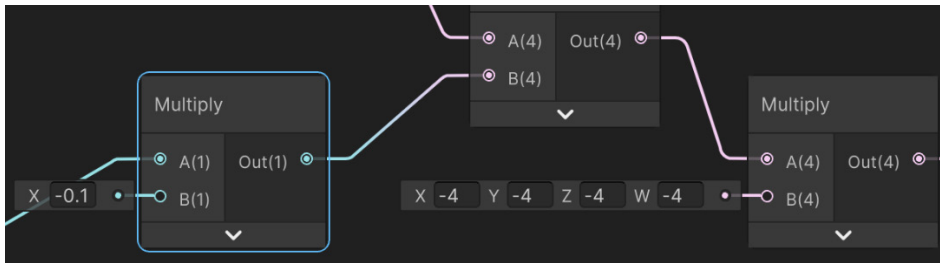 A(4) Out(4)
B(4)
Multiply
A(1) Out(1)
X -0.1 B(1)
X -4 Y -4 Z -4 W -4
Multiply
A(4) Out(4)
B(4)